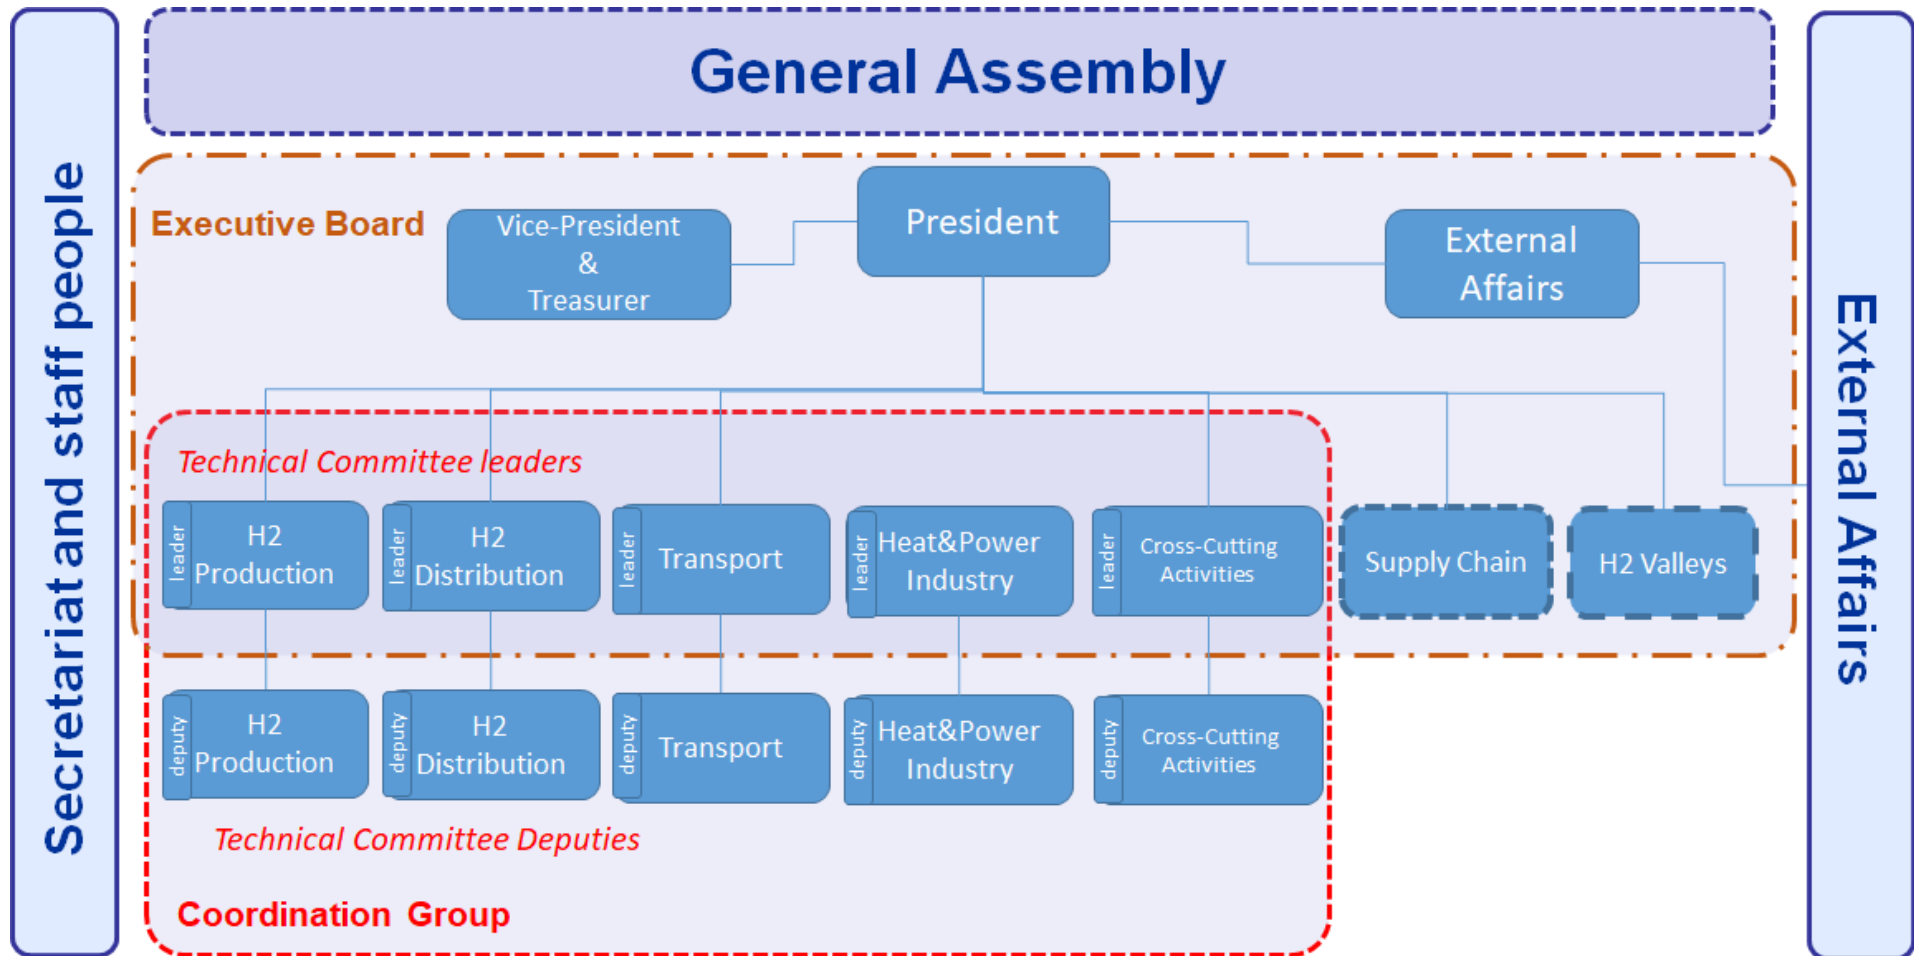 General Assembly
Secretariat and staff people
Executive Board
Vice-President
&
Treasurer
President
External
Affairs
External Affairs
Technical Committee leaders
leader
H2
Production
leader
H2
Distribution
leader
Transport
leader
Heat&Power
Industry
leader
Cross-Cutting
Activities
Supply Chain
H2 Valleys
deputy
H2
Production
deputy
H2
Distribution
deputy
Transport
deputy
Heat&Power
Industry
deputy
Cross-Cutting
Activities
Technical Committee Deputies
Coordination Group